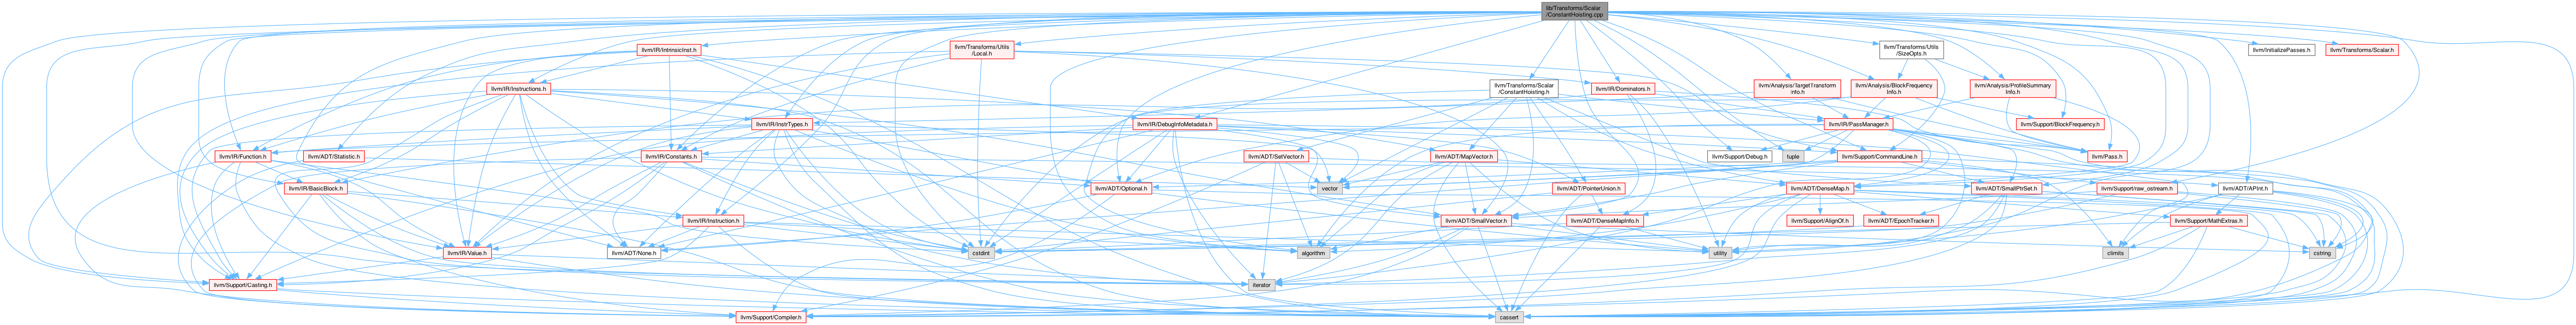 lib/Transforms/Scalar
/ConstantHoisting.cpp
llvm/IR/IntrinsicInst.h
llvm/Transforms/Utils
/Local.h
llvm/Transforms/Utils
/SizeOpts.h
llvm/InitializePasses.h
llvm/Transforms/Scalar.h
llvm/IR/Instructions.h
llvm/Transforms/Scalar
/ConstantHoisting.h
llvm/IR/Dominators.h
llvm/Analysis/TargetTransform
Info.h
llvm/Analysis/BlockFrequency
Info.h
llvm/Analysis/ProfileSummary
Info.h
llvm/IR/InstrTypes.h
llvm/IR/DebugInfoMetadata.h
llvm/IR/PassManager.h
llvm/Support/BlockFrequency.h
llvm/IR/Function.h
llvm/ADT/Statistic.h
llvm/IR/Constants.h
llvm/ADT/SetVector.h
llvm/ADT/MapVector.h
llvm/Support/Debug.h
tuple
llvm/Support/CommandLine.h
llvm/Pass.h
llvm/IR/BasicBlock.h
llvm/ADT/Optional.h
vector
llvm/ADT/PointerUnion.h
llvm/ADT/DenseMap.h
llvm/ADT/SmallPtrSet.h
llvm/Support/raw_ostream.h
llvm/ADT/APInt.h
llvm/IR/Instruction.h
llvm/ADT/SmallVector.h
llvm/ADT/DenseMapInfo.h
llvm/Support/AlignOf.h
llvm/ADT/EpochTracker.h
llvm/Support/MathExtras.h
llvm/IR/Value.h
llvm/ADT/None.h
cstdint
algorithm
utility
climits
cstring
llvm/Support/Casting.h
iterator
llvm/Support/Compiler.h
cassert